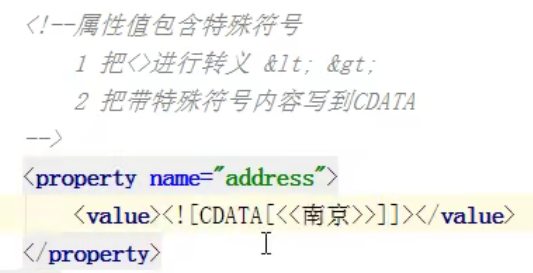 <!--属性值包含特殊符号
1 把<>进行转义 &lt; &gt;
2 把带特殊符号内容写到CDATA
-->
<property name="address">
<value><![CDATA[<<南京>>]]></value>
</property>